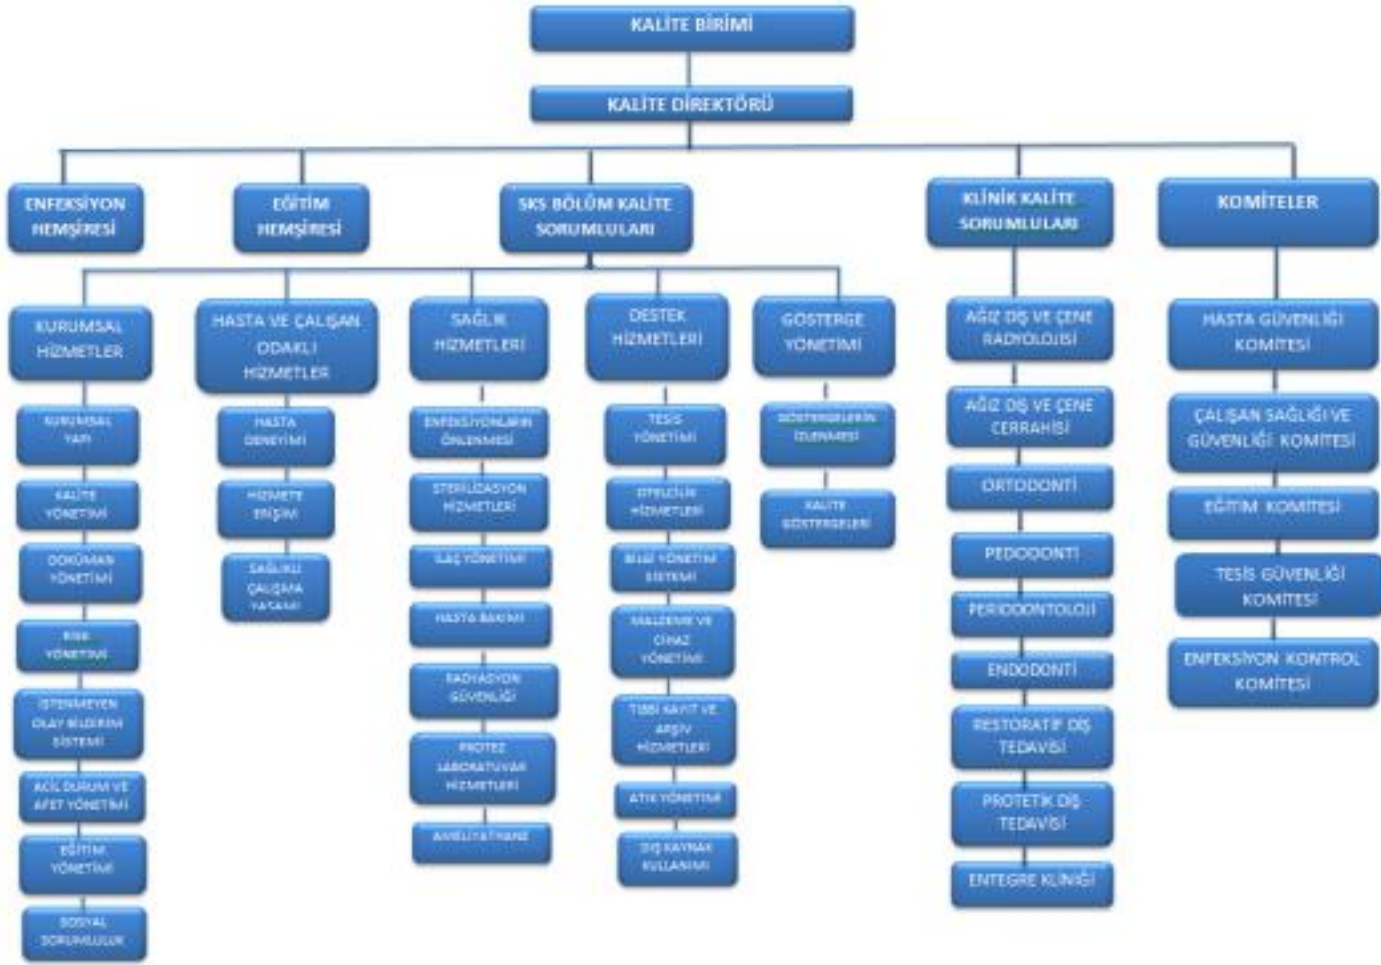 KALİTE BİRİMİ
KALİTE DİREKTÖRÜ
ENFEKSİYON
HEMŞİRESİ
EĞİTİM
HEMŞİRESİ
SKS BÖLÜM KALİTE
SORUMLULARI
KLİNİK KALİTE
SORUMLULARI
KOMİTELER
KURUMSAL
HİZMETLER
KURUMSAL
YAPI
KALİTE
YÖNETİMİ
DOKÜMAN
YÖNETİMİ
RİSK
YÖNETİMİ
İSTENMEYEN
OLAY BİLDİRİM
SİSTEMİ
ACİL DURUM VE
AFET YÖNETİMİ
EĞİTİM
YÖNETİMİ
SOSYAL
SORUMLULUK
HASTA VE ÇALIŞAN
ODAKLI
HİZMETLER
HASTA
DENEYİMİ
HİZMETE
ERİŞİM
SAĞLIKLI
ÇALIŞMA
YAŞAMI
SAĞLIK
HİZMETLERİ
ENFEKSİYONLARIN
ÖNLENMESİ
STERİLİZASYON
HİZMETLERİ
İLAÇ YÖNETİMİ
HASTA BAKIMI
RADYASYON
GÜVENLİĞİ
PROTEZ
LABORATUVAR
HİZMETLERİ
AMELİYATHANE
DESTEK
HİZMETLERİ
TESİS
YÖNETİMİ
OTELCİLİK
HİZMETLERİ
BİLGİ YÖNETİM
SİSTEMİ
MALZEME VE
CİHAZ
YÖNETİMİ
TIBBİ KAYIT VE
ARŞİV
HİZMETLERİ
ATIK YÖNETİMİ
DIŞ KAYNAK
KULLANIMI
GÖSTERGE
YÖNETİMİ
GÖSTERGELERİN
İZLENMESİ
KALİTE
GÖSTERGELERİ
AĞIZ DİŞ VE ÇENE
RADYOLOJİSİ
AĞIZ DİŞ VE ÇENE
CERRAHİSİ
ORTODONTİ
PEDODONTİ
PERİODONTOLOJİ
ENDODONTİ
RESTORATİF DİŞ
TEDAVİSİ
PROTETİK DİŞ
TEDAVİSİ
ENTEGRE KLİNİĞİ
HASTA GÜVENLİĞİ
KOMİTESİ
ÇALIŞAN SAĞLIĞI VE
GÜVENLİĞİ KOMİTESİ
EĞİTİM KOMİTESİ
TESİS GÜVENLİĞİ
KOMİTESİ
ENFEKSİYON KONTROL
KOMİTESİ